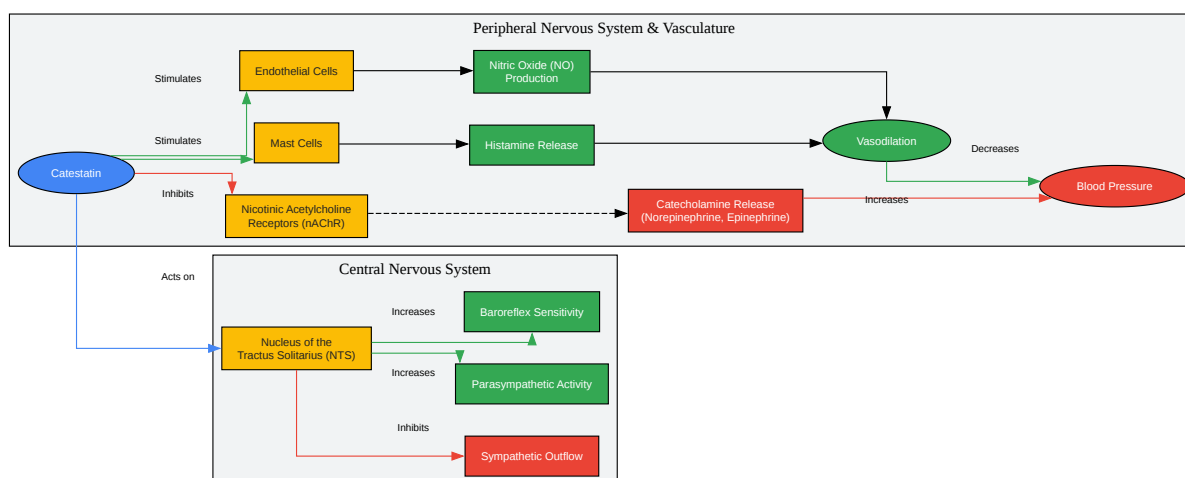 Peripheral Nervous System & Vasculature
Stimulates
Endothelial Cells
Nitric Oxide (NO)
Production
Stimulates
Mast Cells
Histamine Release
Vasodilation
Decreases
Catestatin
Inhibits
Nicotinic Acetylcholine
Receptors (nAChR)
Catecholamine Release
(Norepinephrine, Epinephrine)
Increases
Blood Pressure
Acts on
Central Nervous System
Nucleus of the
Tractus Solitarius (NTS)
Increases
Baroreflex Sensitivity
Increases
Parasympathetic Activity
Inhibits
Sympathetic Outflow